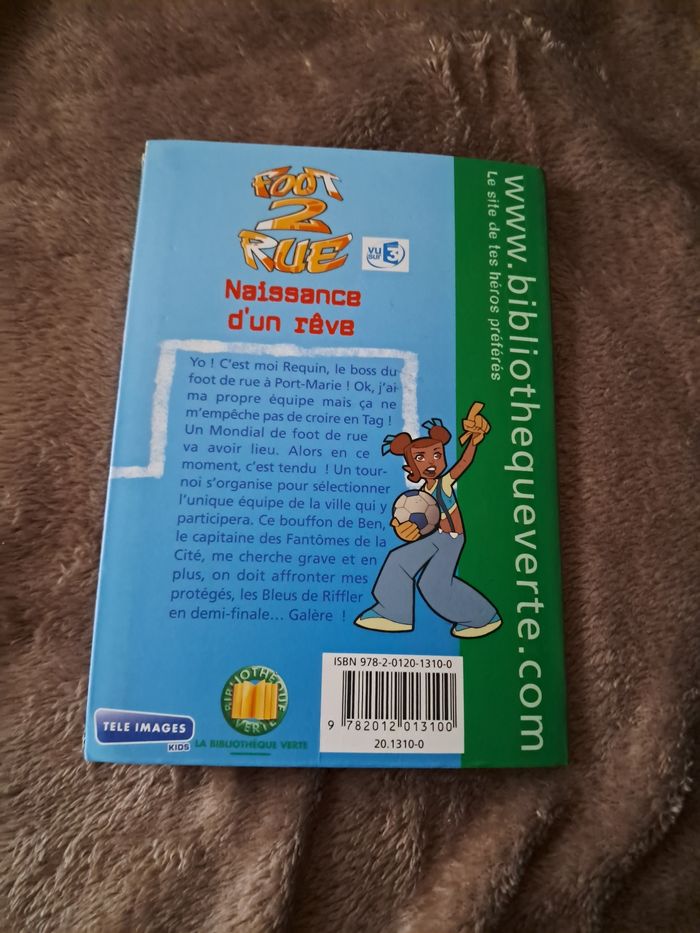 FOOT
2
RUE
vu
sur
3
Naissance
d'un rêve
Yo ! C'est moi Requin, le boss du
foot de rue à Port-Marie ! Ok, j'ai
ma propre équipe mais ça ne
m'empêche pas de croire en Tag !
Un Mondial de foot de rue
va avoir lieu. Alors en ce
moment, c'est tendu ! Un tour-
noi s'organise pour sélectionner
l'unique équipe de la ville qui y
participera. Ce bouffon de Ben,
le capitaine des Fantômes de la
Cité, me cherche grave et en
plus, on doit affronter mes
protégés, les Bleus de Riffler
en demi-finale... Galère !
www.bibliothequeverte.com
Le site de tes héros préférés
TELE IMAGES
KIDS
BIBLIOTHÈQUE
VERTE
LA BIBLIOTHÈQUE VERTE
ISBN 978-2-0120-1310-0
9 782012 013100
20.1310-0